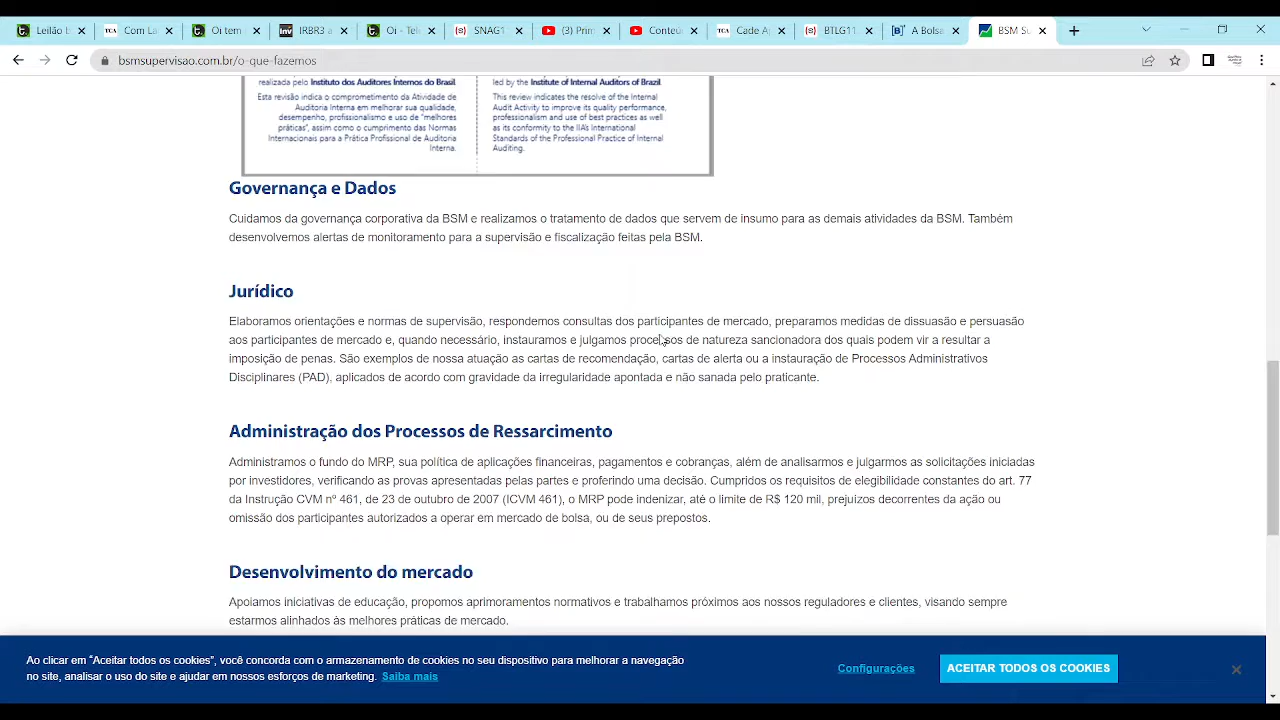 Leilão b
Com La
Oi tem
IRBR3 a
Oi - Tele
SNAG1
(3) Prim
Conteú
Cade A
BTLG11
A Bolsa
BSM Su
bsmsupervisao.com.br/o-que-fazemos
realizada pelo Instituto dos Auditores Internos do Brasil.
Esta revisão indica o comprometimento da Atividade de
Auditoria Interna em melhorar sua qualidade,
desempenho, profissionalismo e uso de "melhores
práticas", assim como o cumprimento das Normas
Internacionais para a Prática Profissional de Auditoria
Interna.
led by the Institute of Internal Auditors of Brazil.
This review indicates the resolve of the Internal
Audit Activity to improve its quality, performance,
professionalism and use of best practices as well
as its conformity to the IIA's International
Standards of the Professional Practice of Internal
Auditing.
Governança e Dados
Cuidamos da governança corporativa da BSM e realizamos o tratamento de dados que servem de insumo para as demais atividades da BSM. Também
desenvolvemos alertas de monitoramento para a supervisão e fiscalização feitas pela BSM.
Jurídico
Elaboramos orientações e normas de supervisão, respondemos consultas dos participantes de mercado, preparamos medidas de dissuasão e persuasão
aos participantes de mercado e, quando necessário, instauramos e julgamos processos de natureza sancionadora dos quais podem vir a resultar a
imposição de penas. São exemplos de nossa atuação as cartas de recomendação, cartas de alerta ou a instauração de Processos Administrativos
Disciplinares (PAD), aplicados de acordo com gravidade da irregularidade apontada e não sanada pelo praticante.
Administração dos Processos de Ressarcimento
Administramos o fundo do MRP, sua política de aplicações financeiras, pagamentos e cobranças, além de analisarmos e julgarmos as solicitações iniciadas
por investidores, verificando as provas apresentadas pelas partes e proferindo uma decisão. Cumpridos os requisitos de elegibilidade constantes do art. 77
da Instrução CVM nº 461, de 23 de outubro de 2007 (ICVM 461), o MRP pode indenizar, até o limite de R$ 120 mil, prejuízos decorrentes da ação ou
omissão dos participantes autorizados a operar em mercado de bolsa, ou de seus prepostos.
Desenvolvimento do mercado
Apoiamos iniciativas de educação, propomos aprimoramentos normativos e trabalhamos próximos aos nossos reguladores e clientes, visando sempre
estarmos alinhados às melhores práticas de mercado.
Ao clicar em “Aceitar todos os cookies”, você concorda com o armazenamento de cookies no seu dispositivo para melhorar a navegação
no site, analisar o uso do site e ajudar em nossos esforços de marketing. Saiba mais
Configurações
ACEITAR TODOS OS COOKIES